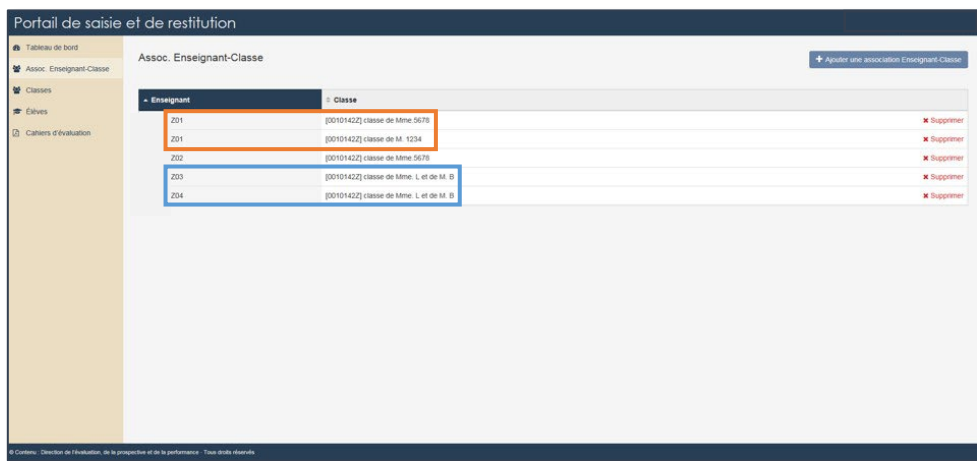 Portail de saisie et de restitution
Tableau de bord
Assoc. Enseignant-Classe
Classes
Élèves
Cahiers d'évaluation
Assoc. Enseignant-Classe
Ajouter une association Enseignant-Classe
Enseignant Classe
Z01 [0010142Z] classe de Mme.5678 Supprimer
Z01 [0010142Z] classe de M. 1234 Supprimer
Z02 [0010142Z] classe de Mme.5678 Supprimer
Z03 [0010142Z] classe de Mme. L et de M. B Supprimer
Z04 [0010142Z] classe de Mme. L et de M. B Supprimer
© Contenu : Direction de l'évaluation, de la prospective et de la performance - Tous droits réservés